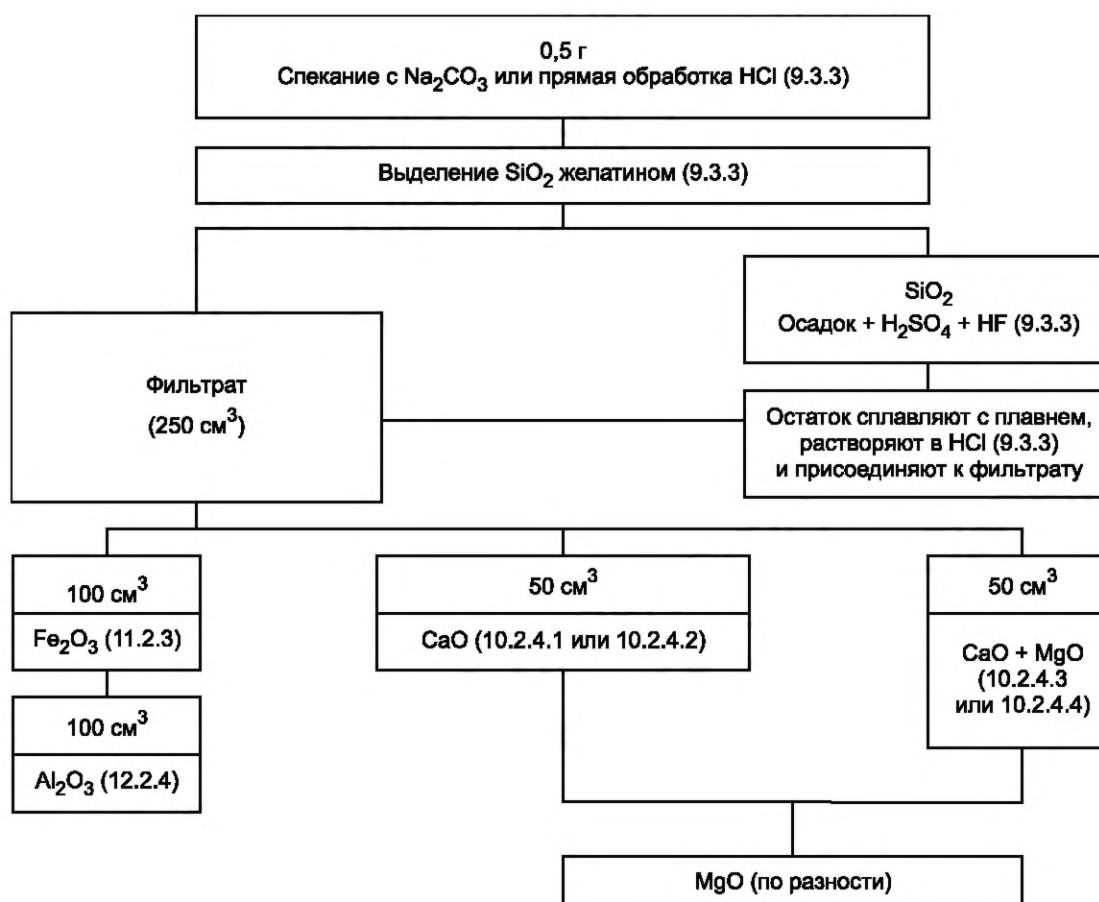 0,5 г
Спекание с Na₂CO₃ или прямая обработка HCl (9.3.3)
Выделение SiO₂ желатином (9.3.3)
SiO₂
Осадок + H₂SO₄ + HF (9.3.3)
Фильтрат
(250 см³)
Остаток сплавляют с плавнем,
растворяют в HCl (9.3.3)
и присоединяют к фильтрату
100 см³
Fe₂O₃ (11.2.3)
100 см³
Al₂O₃ (12.2.4)
50 см³
CaO (10.2.4.1 или 10.2.4.2)
50 см³
CaO + MgO
(10.2.4.3
или 10.2.4.4)
MgO (по разности)